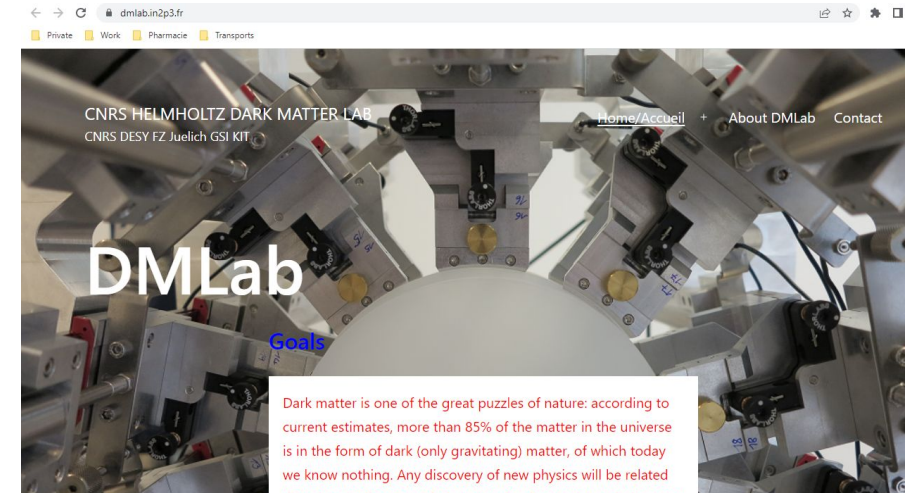 dmlab.in2p3.fr
Private Work Pharmacie Transports
CNRS HELMHOLTZ DARK MATTER LAB
CNRS DESY FZ Juelich GSI KIT
Home/Accueil + About DMLab Contact
DMLab
Goals
Dark matter is one of the great puzzles of nature: according to
current estimates, more than 85% of the matter in the universe
is in the form of dark (only gravitating) matter, of which today
we know nothing. Any discovery of new physics will be related